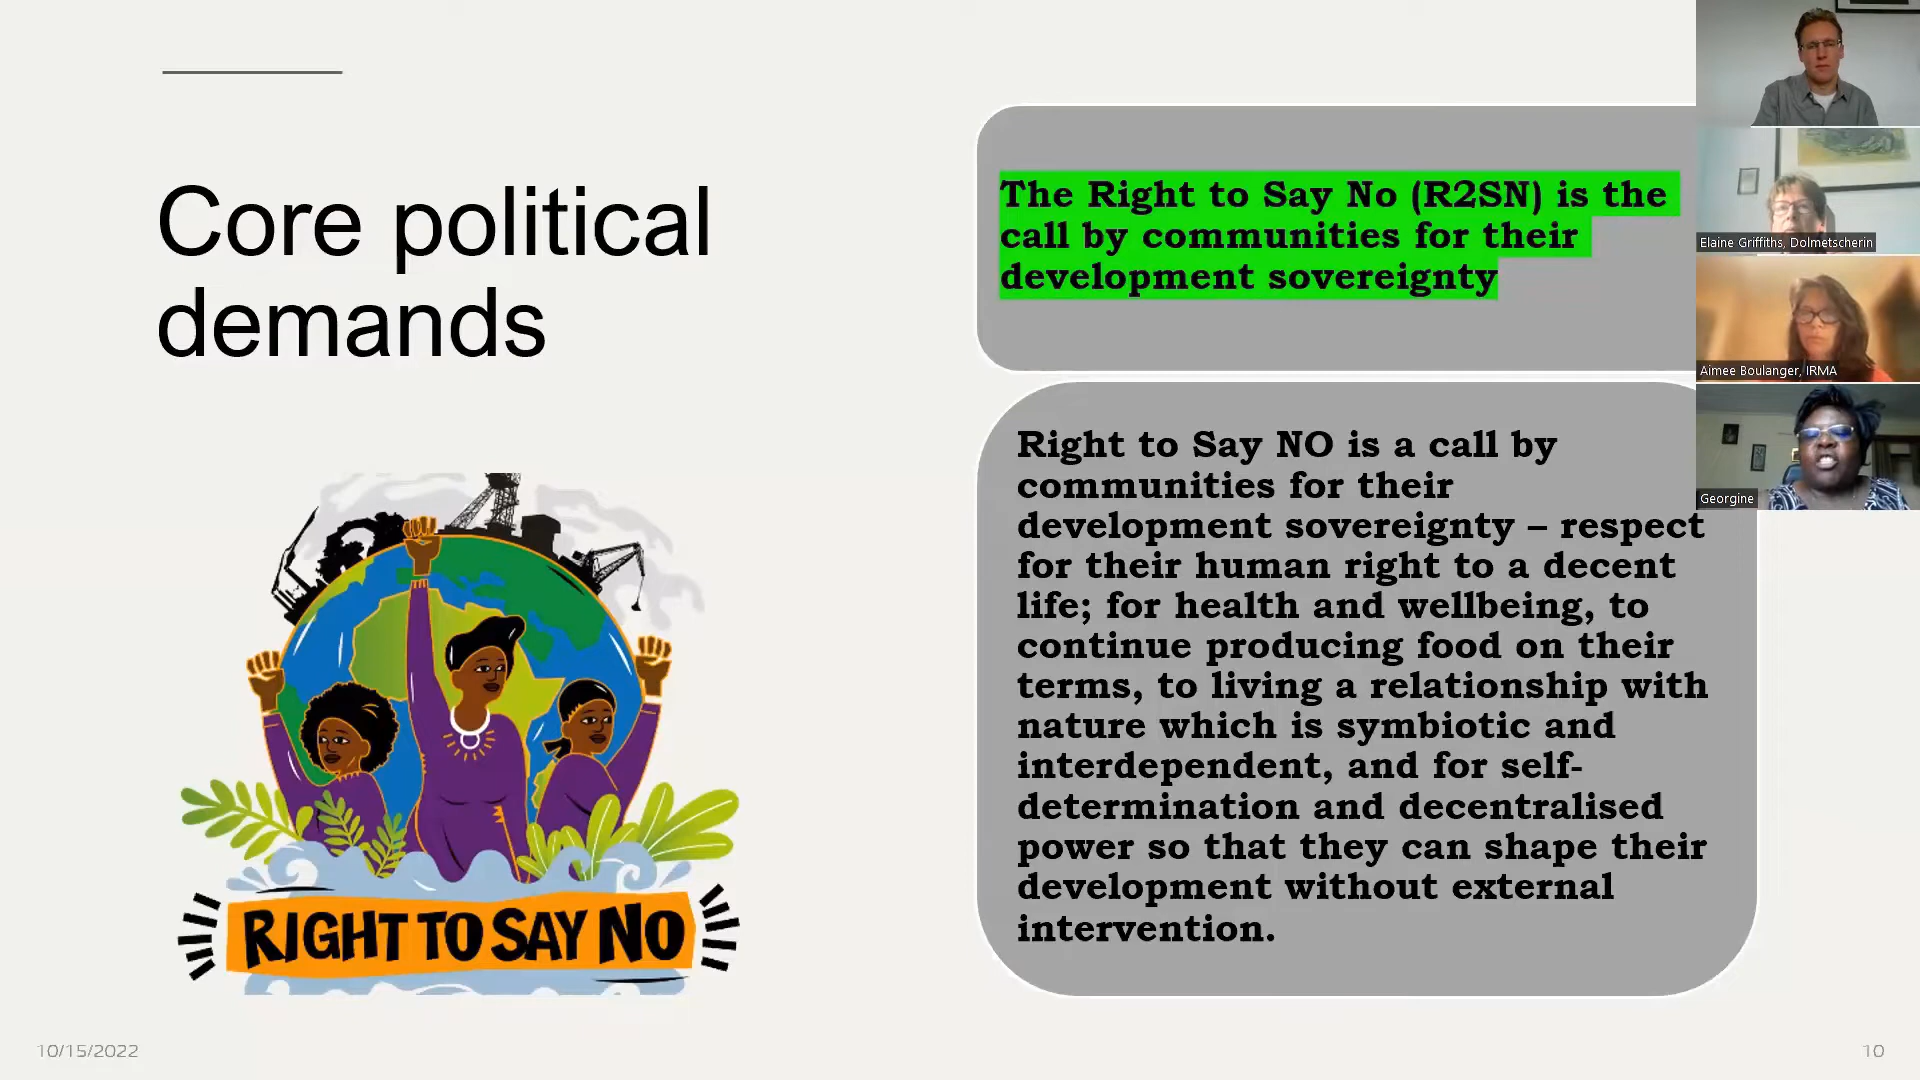 Core political
demands
The Right to Say No (R2SN) is the
call by communities for their
development sovereignty
Right to Say NO is a call by
communities for their
development sovereignty – respect
for their human right to a decent
life; for health and wellbeing, to
continue producing food on their
terms, to living a relationship with
nature which is symbiotic and
interdependent, and for self-
determination and decentralised
power so that they can shape their
development without external
intervention.
RIGHT TO SAY NO
Elaine Griffiths, Dolmetscherin
Aimee Boulanger, IRMA
Georgine
10/15/2022
10